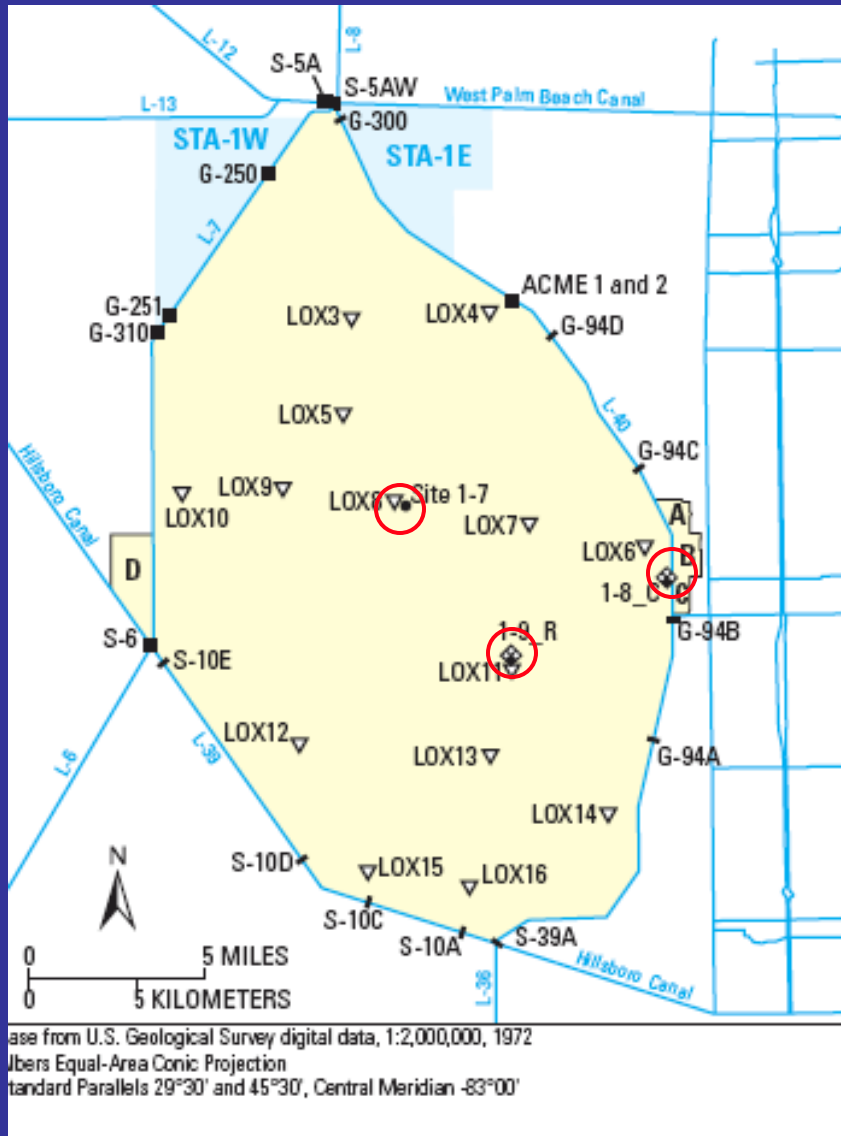 L-12
L-8
S-5A
S-5AW
L-13
West Palm Beach Canal
G-300
STA-1W
STA-1E
G-250
L-7
ACME 1 and 2
G-251
LOX3
LOX4
G-310
G-94D
L-40
LOX5
G-94C
Hillsboro Canal
LOX9
LOX8
Site 1-7
LOX10
LOX7
A
LOX6
B
D
1-8_C
C
1-9_R
G-94B
S-6
S-10E
LOX11
LOX12
L-39
LOX13
G-94A
L-6
LOX14
N
S-10D
LOX15
LOX16
S-10C
S-10A
S-39A
0 5 MILES
Hillsboro Canal
L-36
0 5 KILOMETERS
ase from U.S. Geological Survey digital data, 1:2,000,000, 1972
lbers Equal-Area Conic Projection
tandard Parallels 29°30' and 45°30', Central Meridian -83°00'